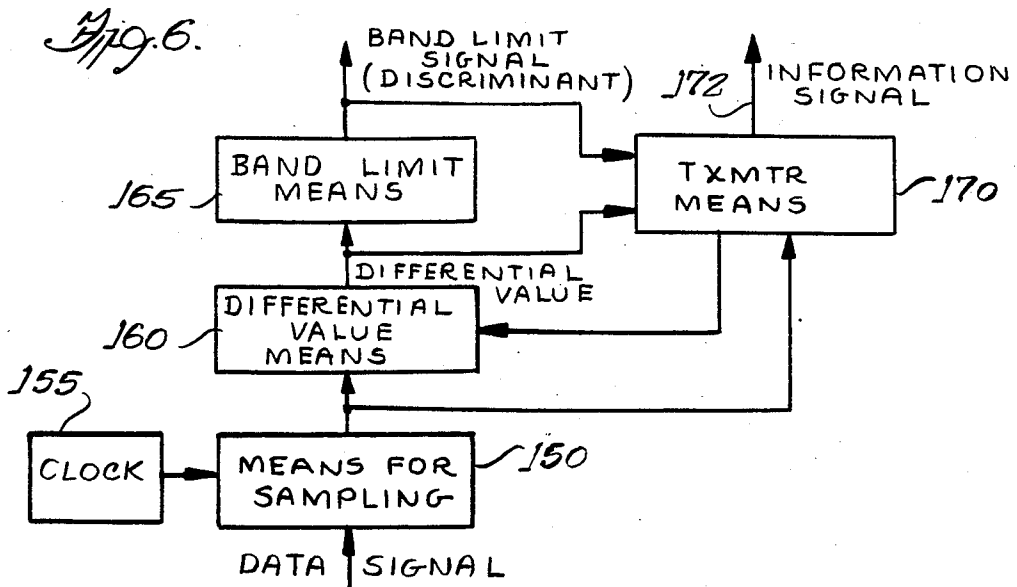 Fig. 6.
BAND LIMIT
SIGNAL
(DISCRIMINANT)
172
INFORMATION
SIGNAL
BAND LIMIT
MEANS
165
TXMTR
MEANS
170
DIFFERENTIAL
VALUE
DIFFERENTIAL
VALUE
MEANS
160
155
CLOCK
MEANS FOR
SAMPLING
150
DATA SIGNAL